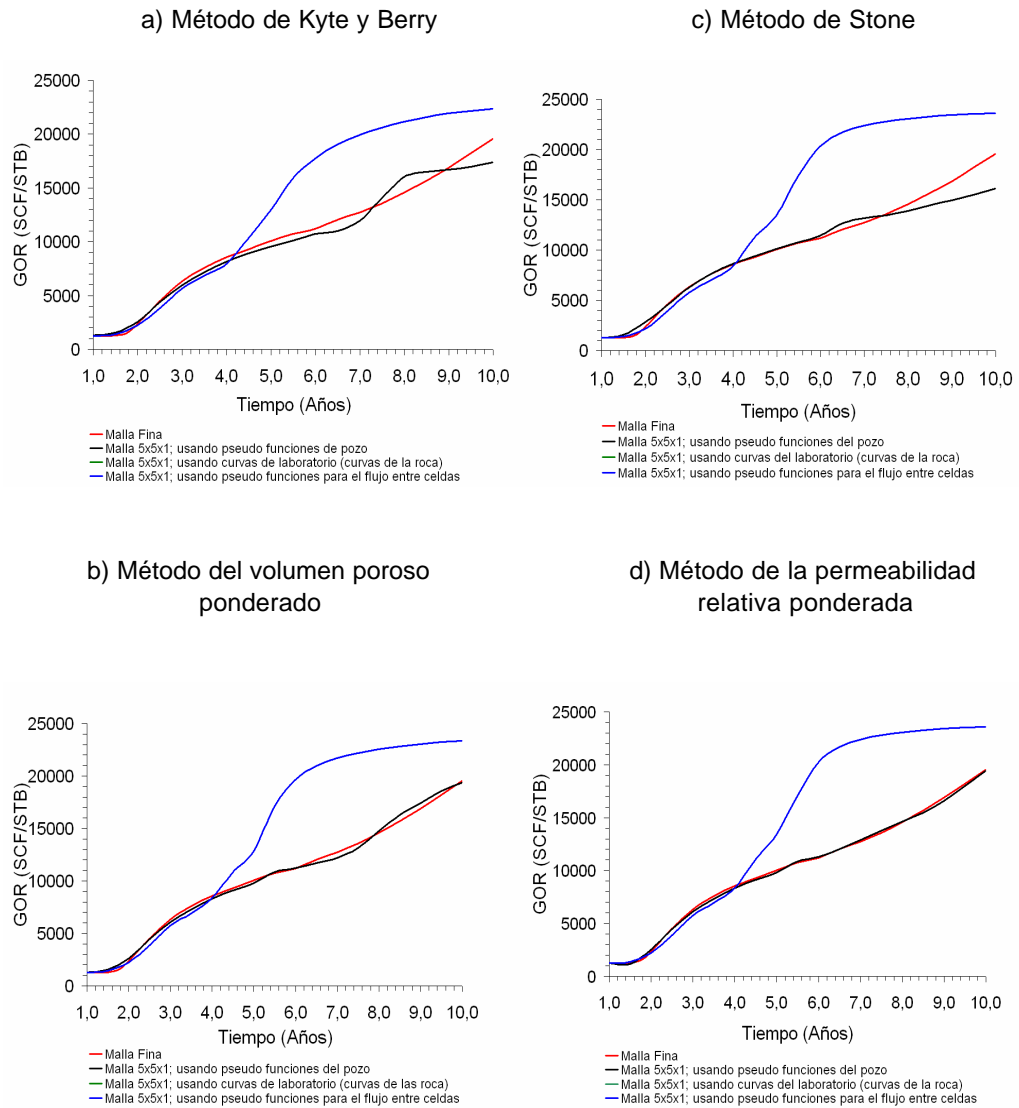 a) Método de Kyte y Berry
25000
20000
15000
10000
5000
0
GOR (SCF/STB)
1,0 2,0 3,0 4,0 5,0 6,0 7,0 8,0 9,0 10,0
Tiempo (Años)
Malla Fina
Malla 5x5x1; usando pseudo funciones de pozo
Malla 5x5x1; usando curvas de laboratorio (curvas de la roca)
Malla 5x5x1; usando pseudo funciones para el flujo entre celdas
c) Método de Stone
25000
20000
15000
10000
5000
0
GOR (SCF/STB)
1,0 2,0 3,0 4,0 5,0 6,0 7,0 8,0 9,0 10,0
Tiempo (Años)
Malla Fina
Malla 5x5x1; usando pseudo funciones del pozo
Malla 5x5x1; usando curvas del laboratorio (curvas de la roca)
Malla 5x5x1; usando pseudo funciones para el flujo entre celdas
b) Método del volumen poroso
ponderado
25000
20000
15000
10000
5000
0
GOR (SCF/STB)
1,0 2,0 3,0 4,0 5,0 6,0 7,0 8,0 9,0 10,0
Tiempo (Años)
Malla Fina
Malla 5x5x1; usando pseudo funciones del pozo
Malla 5x5x1; usando curvas de laboratorio (curvas de las roca)
Malla 5x5x1; usando pseudo funciones para el flujo entre celdas
d) Método de la permeabilidad
relativa ponderada
25000
20000
15000
10000
5000
0
GOR (SCF/STB)
1,0 2,0 3,0 4,0 5,0 6,0 7,0 8,0 9,0 10,0
Tiempo (Años)
Malla Fina
Malla 5x5x1; usando pseudo funciones del pozo
Malla 5x5x1; usando curvas del laboratorio (curvas de la roca)
Malla 5x5x1; usando pseudo funciones para el flujo entre celdas